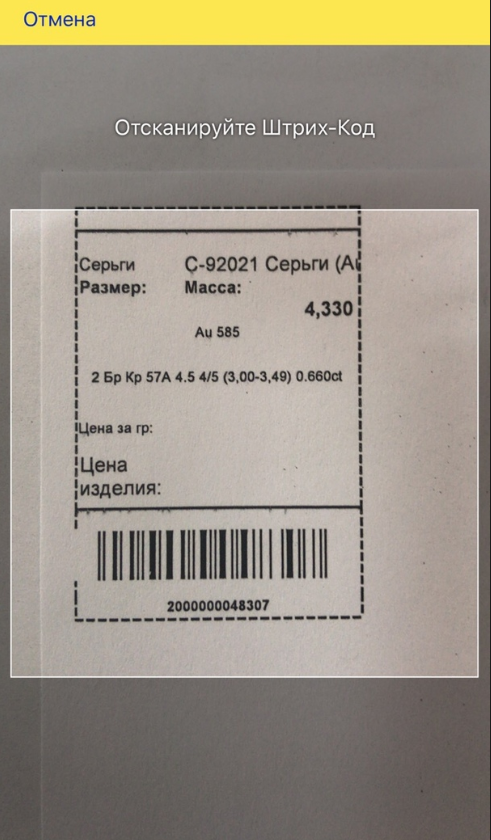 Отмена
Отсканируйте Штрих-Код
Серьги С-92021 Серьги (Au
Размер: Масса:
4,330
Au 585
2 Бр Кр 57А 4.5 4/5 (3,00-3,49) 0.660ct
Цена за гр:
Цена
изделия:
2000000048307